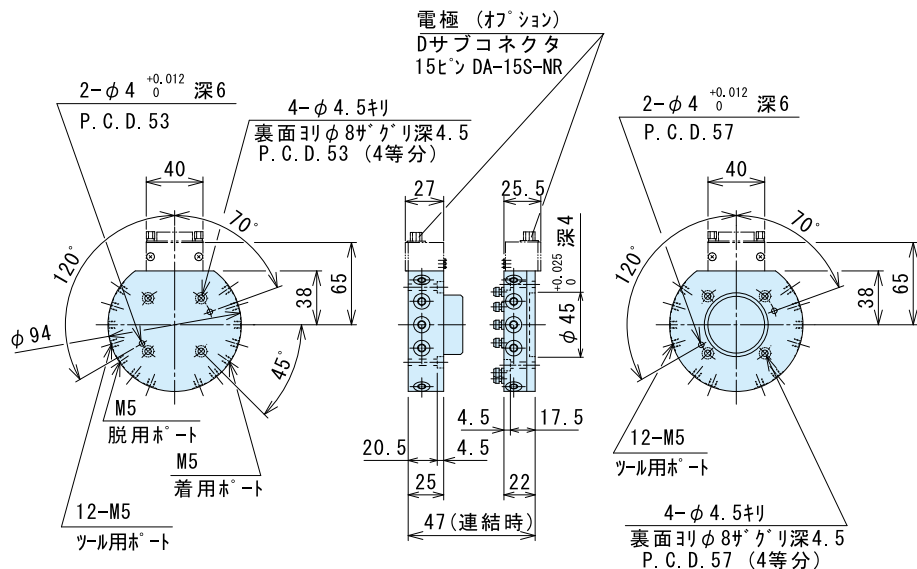 電極 (ｵﾌﾟｼｮﾝ)
Dサブコネクタ
15ﾋﾟﾝ DA-15S-NR
2-φ4 +0.012 0 深6
P.C.D.53
4-φ4.5ｷﾘ
裏面ﾖﾘφ8ｻﾞｸﾞﾘ深4.5
P.C.D.53 (4等分)
40
70°
120°
38
65
φ94
45°
M5
脱用ﾎﾟｰﾄ
M5
着用ﾎﾟｰﾄ
12-M5
ﾂｰﾙ用ﾎﾟｰﾄ
27
25.5
φ45 +0.025 0 深4
4.5
17.5
20.5
4.5
25
22
47(連結時)
2-φ4 +0.012 0 深6
P.C.D.57
40
70°
120°
38
65
12-M5
ﾂｰﾙ用ﾎﾟｰﾄ
4-φ4.5ｷﾘ
裏面ﾖﾘφ8ｻﾞｸﾞﾘ深4.5
P.C.D.57 (4等分)